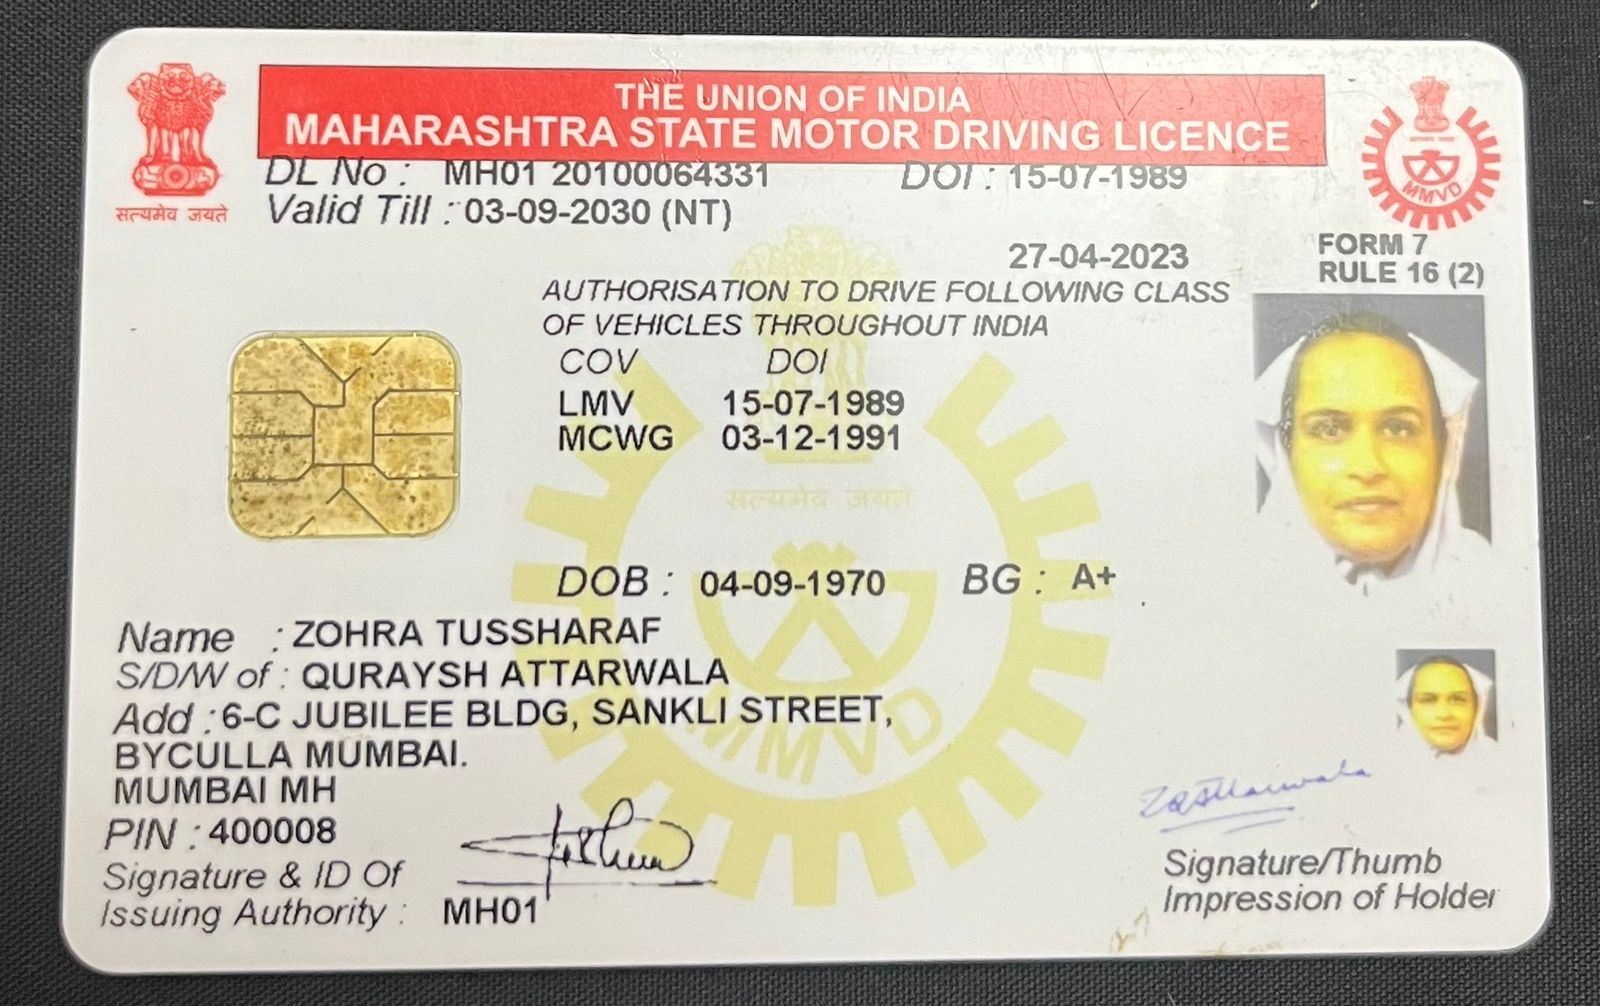 THE UNION OF INDIA
MAHARASHTRA STATE MOTOR DRIVING LICENCE
सत्यमेव जयते
MMVD
DL No : MH01 20100064331 DOI : 15-07-1989
Valid Till : 03-09-2030 (NT)
27-04-2023
FORM 7
RULE 16 (2)
AUTHORISATION TO DRIVE FOLLOWING CLASS
OF VEHICLES THROUGHOUT INDIA
COV DOI
LMV 15-07-1989
MCWG 03-12-1991
सत्यमेव जयते
DOB : 04-09-1970 BG : A+
Name : ZOHRA TUSSHARAF
S/D/W of : QURAYSH ATTARWALA
Add : 6-C JUBILEE BLDG, SANKLI STREET,
BYCULLA MUMBAI.
MUMBAI MH
PIN : 400008
MMVD
Signature & ID Of
Issuing Authority : MH01
Signature/Thumb
Impression of Holder